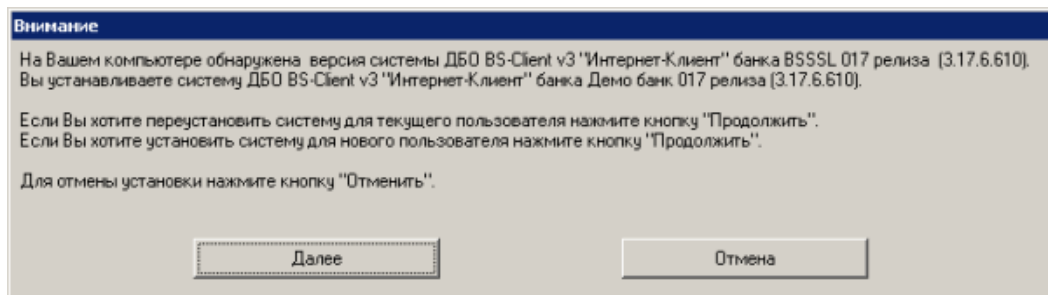 Внимание
На Вашем компьютере обнаружена версия системы ДБО BS-Client v3 "Интернет-Клиент" банка BSSSL 017 релиза (3.17.6.610).
Вы устанавливаете систему ДБО BS-Client v3 "Интернет-Клиент" банка Демо банк 017 релиза (3.17.6.610).
Если Вы хотите переустановить систему для текущего пользователя нажмите кнопку "Продолжить".
Если Вы хотите установить систему для нового пользователя нажмите кнопку "Продолжить".
Для отмены установки нажмите кнопку "Отменить".
Далее
Отмена